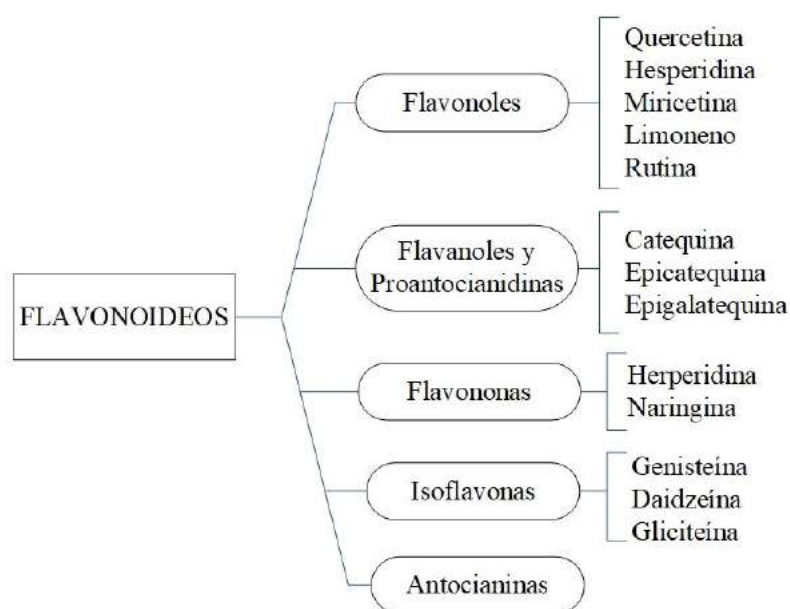 FLAVONOIDEOS
Flavonoles
Quercetina
Hesperidina
Miricetina
Limoneno
Rutina
Flavanoles y
Proantocianidinas
Catequina
Epicatequina
Epigalatequina
Flavononas
Herperidina
Naringina
Isoflavonas
Genisteína
Daidzeína
Gliciteína
Antocianinas